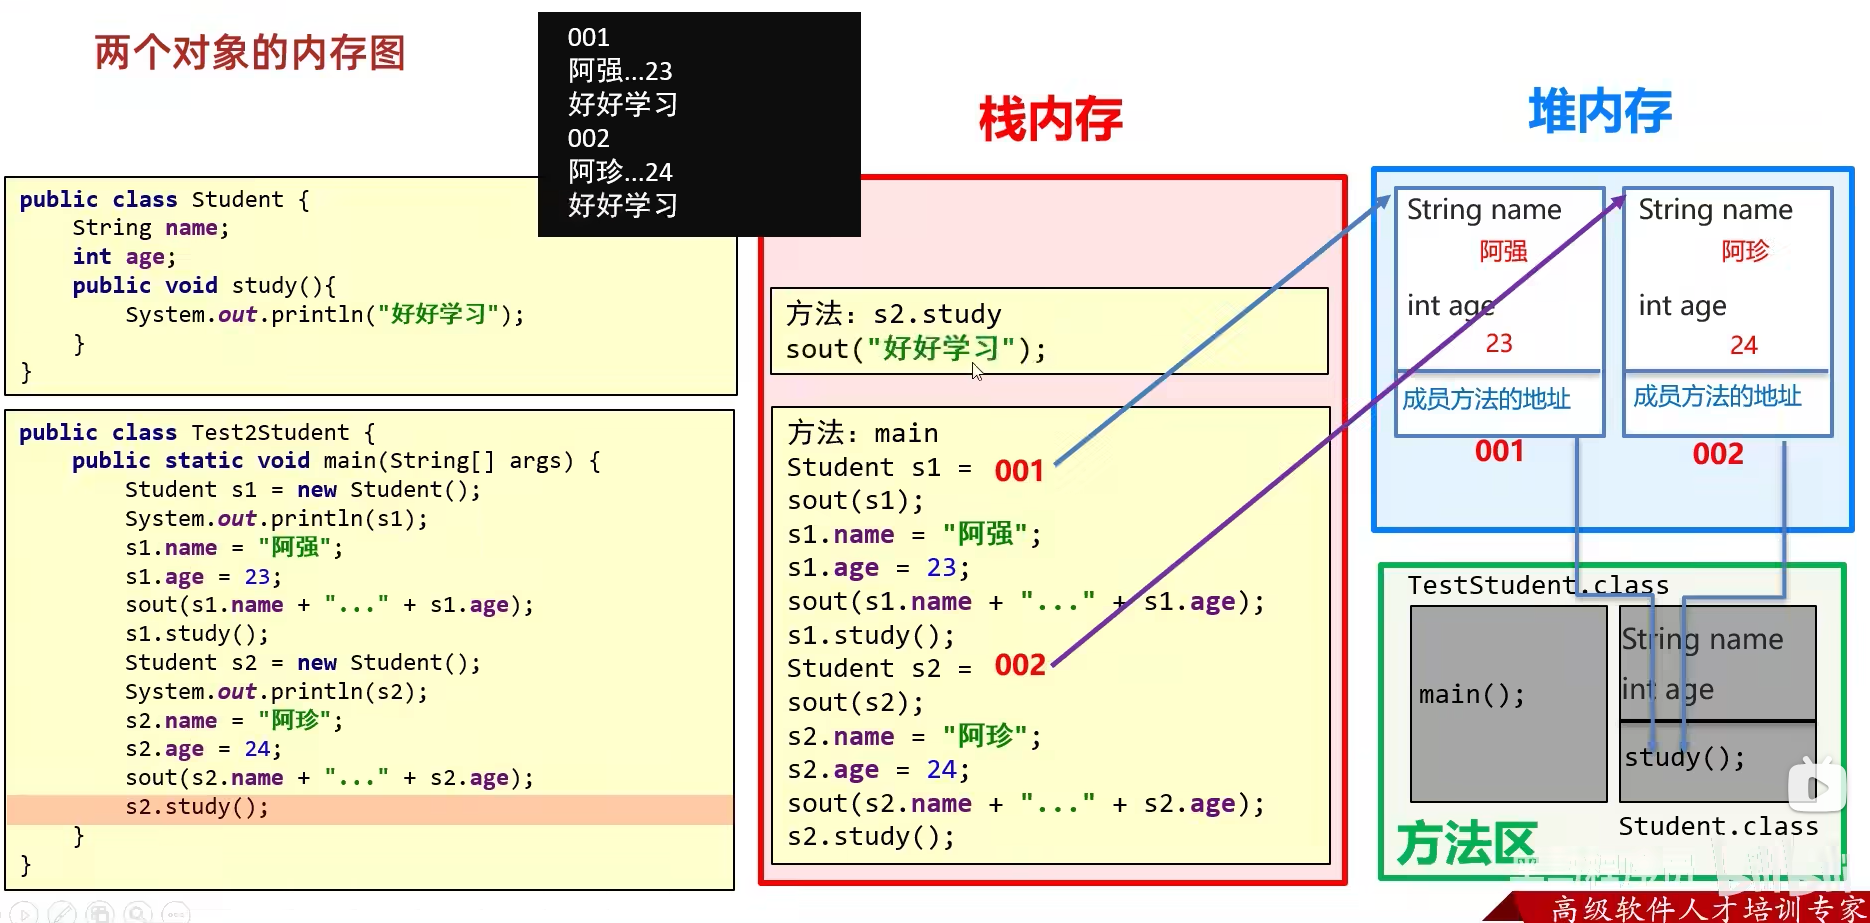 两个对象的内存图
001
阿强...23
好好学习
002
阿珍...24
好好学习
public class Student {
String name;
int age;
public void study(){
System.out.println("好好学习");
}
}
public class Test2Student {
public static void main(String[] args) {
Student s1 = new Student();
System.out.println(s1);
s1.name = "阿强";
s1.age = 23;
sout(s1.name + "..." + s1.age);
s1.study();
Student s2 = new Student();
System.out.println(s2);
s2.name = "阿珍";
s2.age = 24;
sout(s2.name + "..." + s2.age);
s2.study();
}
}
栈内存
方法：s2.study
sout("好好学习");
方法：main
Student s1 = 001
sout(s1);
s1.name = "阿强";
s1.age = 23;
sout(s1.name + "..." + s1.age);
s1.study();
Student s2 = 002
sout(s2);
s2.name = "阿珍";
s2.age = 24;
sout(s2.name + "..." + s2.age);
s2.study();
堆内存
String name
阿强
int age
23
成员方法的地址
001
String name
阿珍
int age
24
成员方法的地址
002
TestStudent.class
main();
String name
int age
study();
Student.class
方法区
bilibili
高级软件人才培训专家